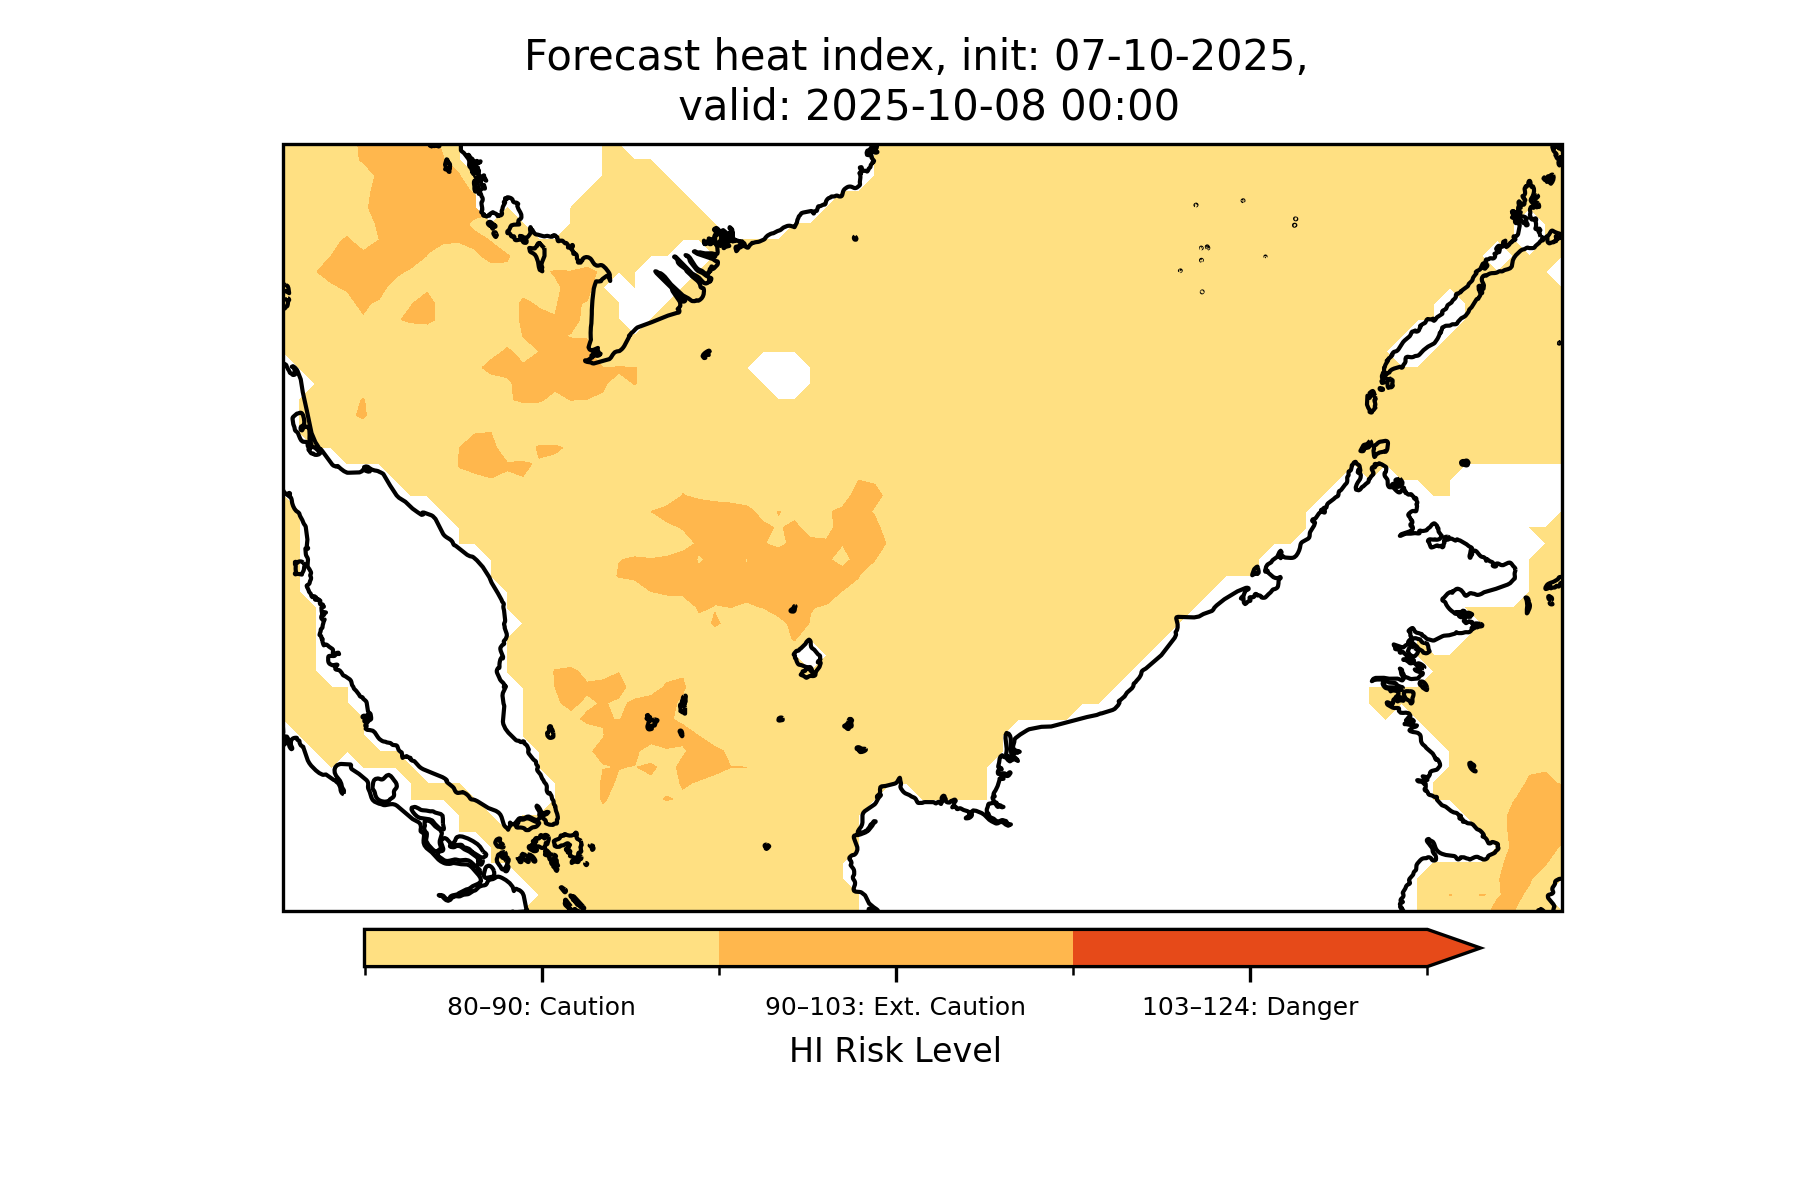 Forecast heat index, init: 07-10-2025,
valid: 2025-10-08 00:00
80–90: Caution
90–103: Ext. Caution
103–124: Danger
HI Risk Level